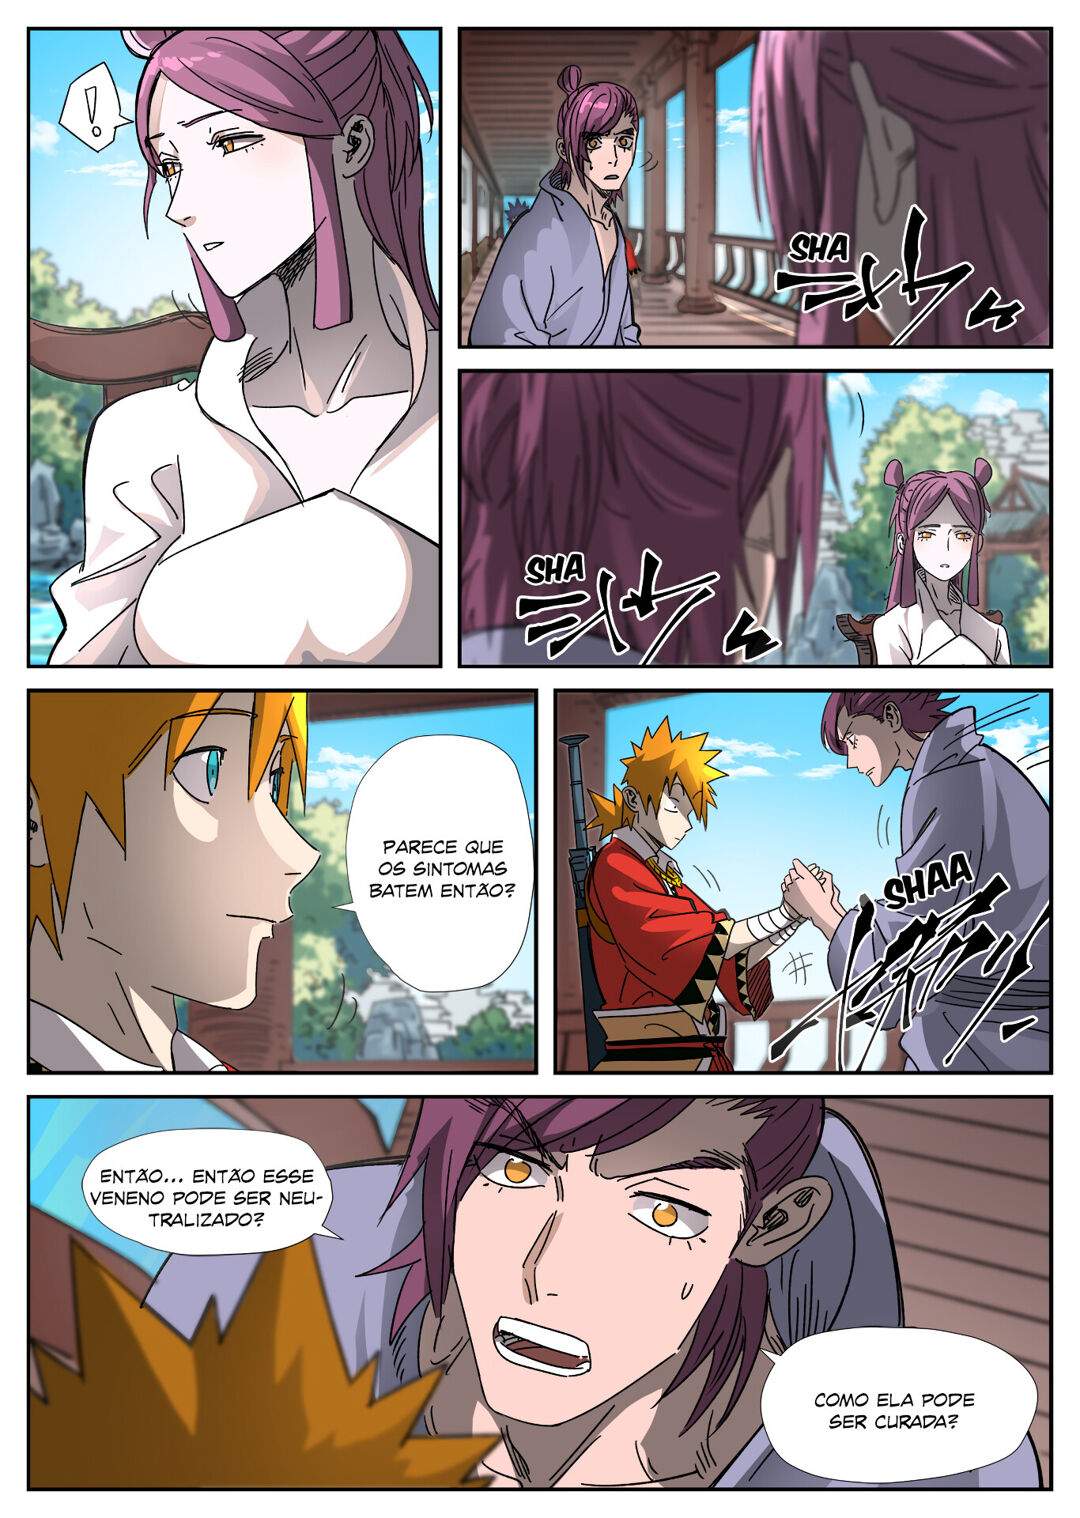 !
SHA
SHA
PARECE QUE
OS SINTOMAS
BATEM ENTÃO?
SHAA
ENTÃO... ENTÃO ESSE
VENENO PODE SER NEU-
TRALIZADO?
COMO ELA PODE
SER CURADA?